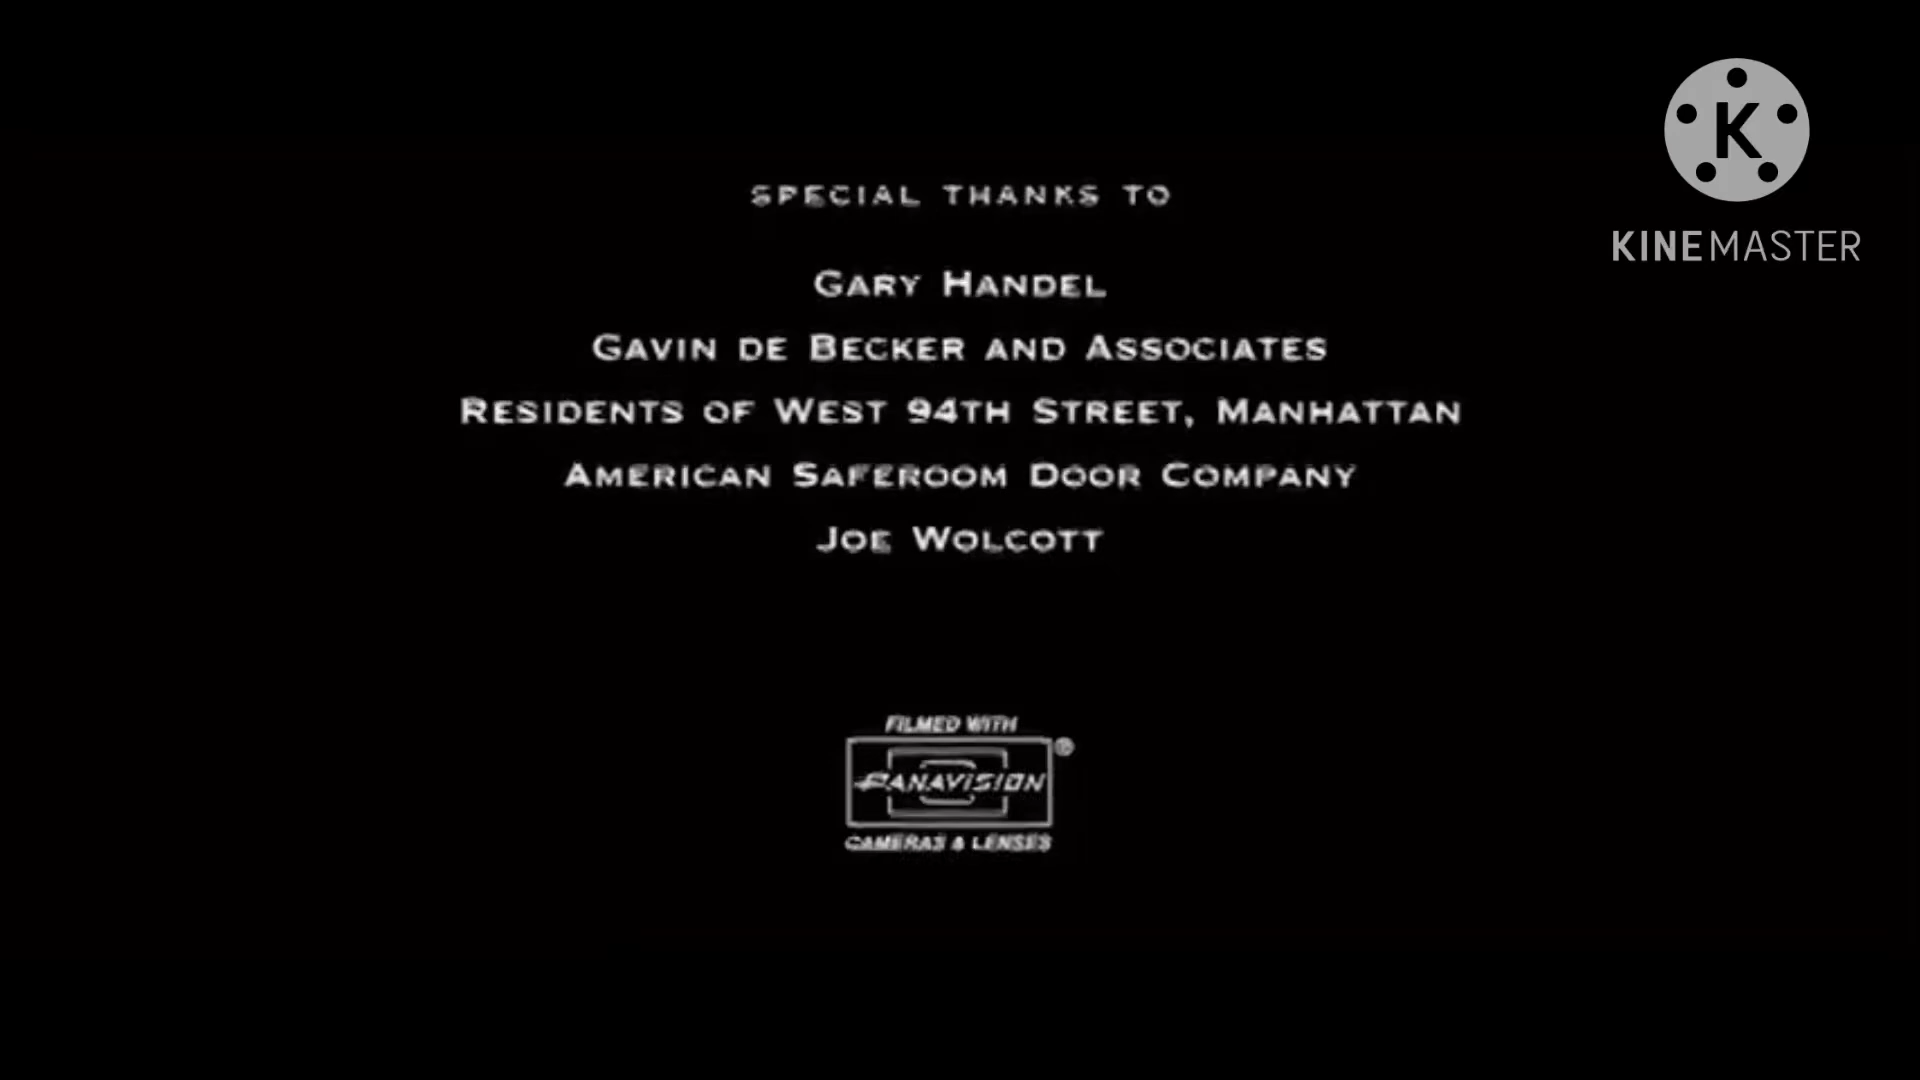 SPECIAL THANKS TO
GARY HANDEL
GAVIN DE BECKER AND ASSOCIATES
RESIDENTS OF WEST 94TH STREET, MANHATTAN
AMERICAN SAFEROOM DOOR COMPANY
JOE WOLCOTT
FILMED WITH
PANAVISION®
CAMERAS & LENSES
K
KINEMASTER